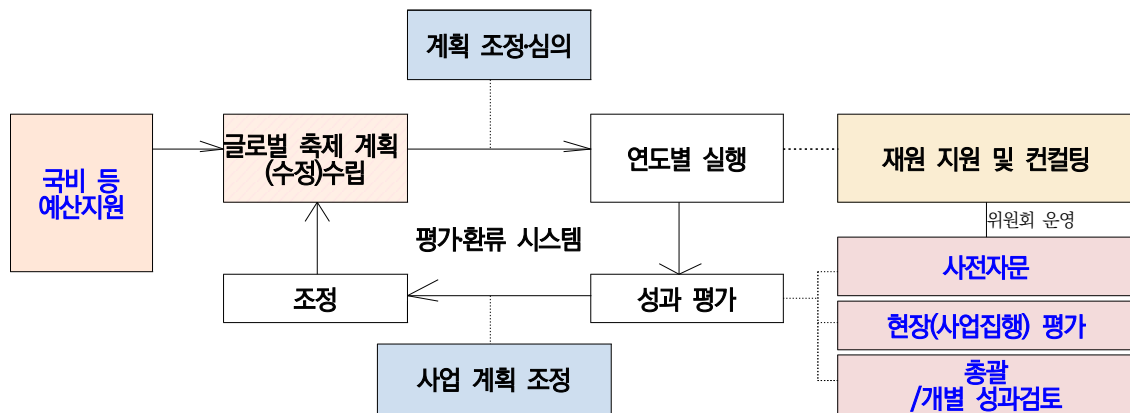 계획 조정·심의
국비 등
예산지원
글로벌 축제 계획
(수정)수립
연도별 실행
재원 지원 및 컨컬팅
위원회 운영
평가·환류 시스템
사전자문
조정
성과 평가
현장(사업집행) 평가
사업 계획 조정
총괄
/개별 성과검토